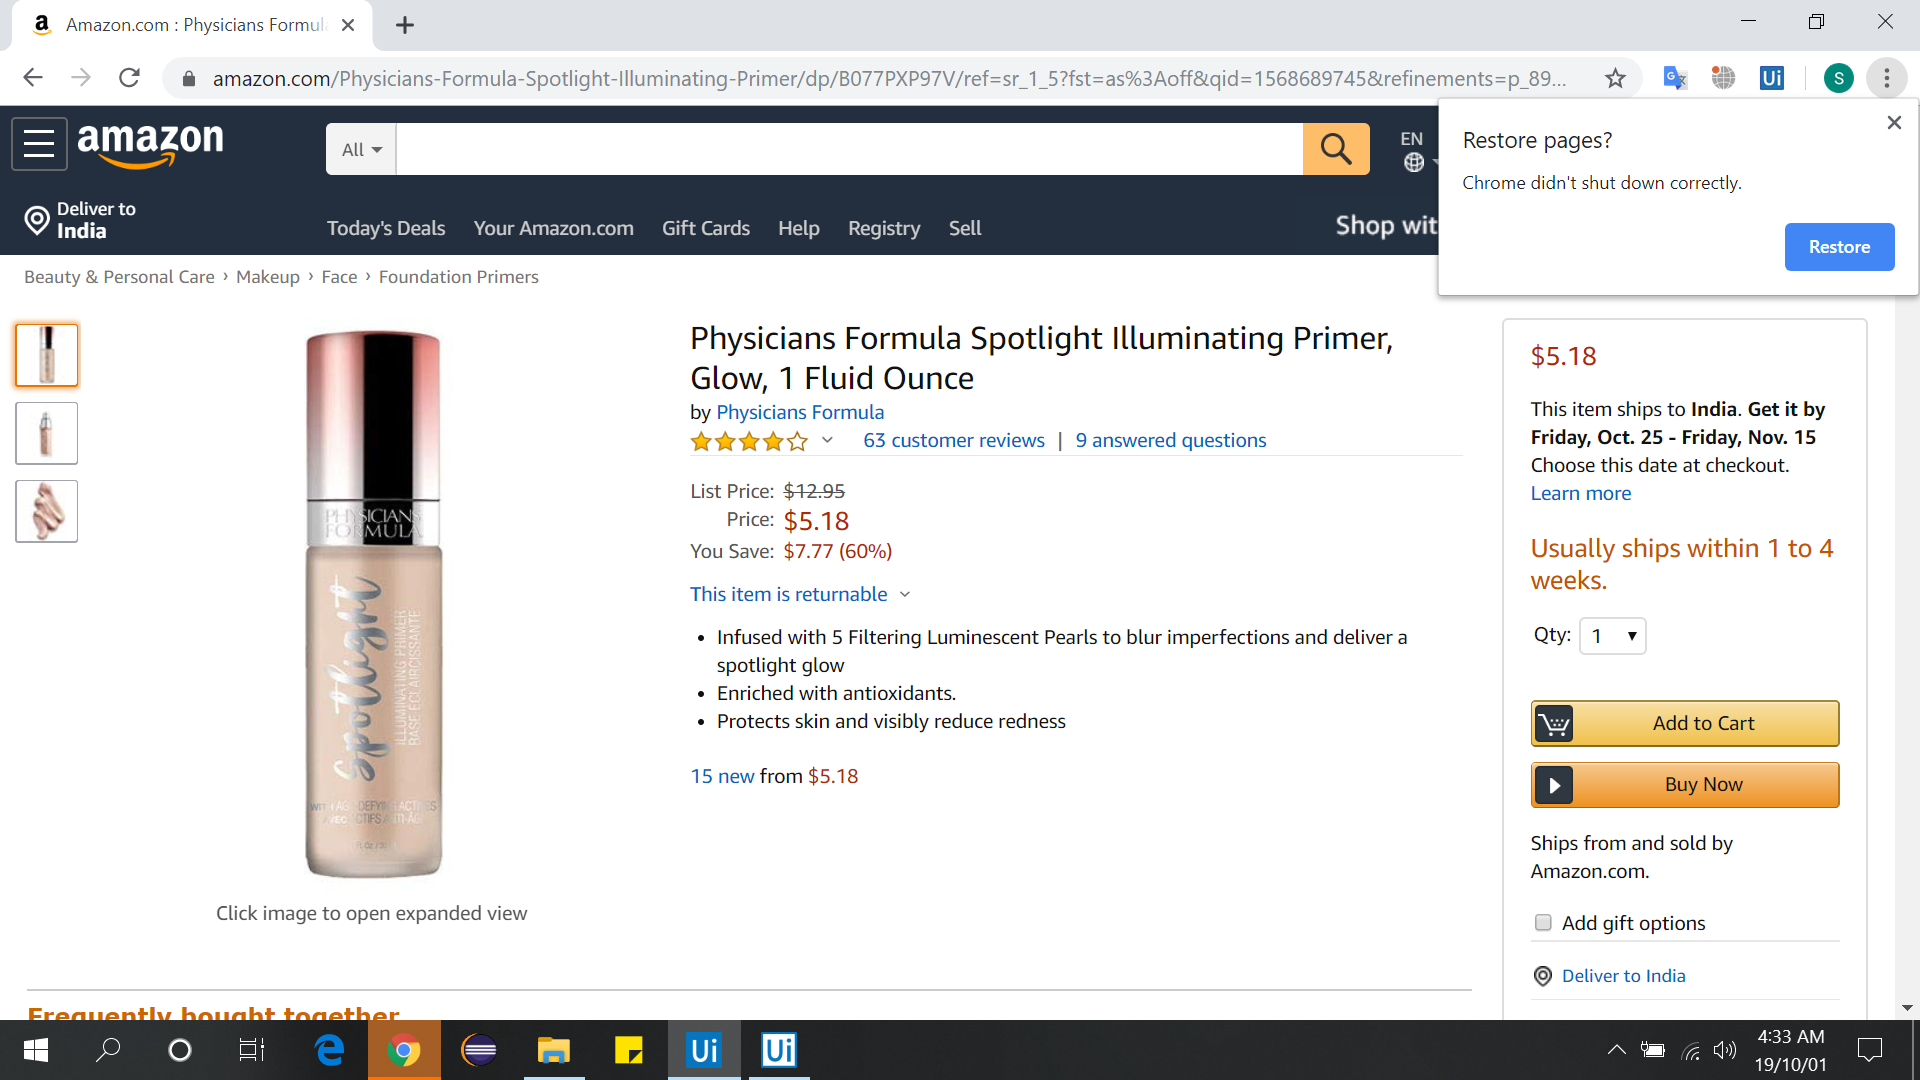 Amazon.com : Physicians Formul
amazon.com/Physicians-Formula-Spotlight-Illuminating-Primer/dp/B077PXP97V/ref=sr_1_5?fst=as%3Aoff&qid=1568689745&refinements=p_89...
S
Restore pages?
Chrome didn't shut down correctly.
Restore
amazon
All
EN
Deliver to
India
Today's Deals
Your Amazon.com
Gift Cards
Help
Registry
Sell
Shop wit
Beauty & Personal Care › Makeup › Face › Foundation Primers
PHYSICIANS
FORMULA
spotlight
ILLUMINATING PRIMER
BASE ÉCLAIRCISSANTE
Click image to open expanded view
Physicians Formula Spotlight Illuminating Primer,
Glow, 1 Fluid Ounce
by Physicians Formula
63 customer reviews | 9 answered questions
List Price: $12.95
Price: $5.18
You Save: $7.77 (60%)
This item is returnable
• Infused with 5 Filtering Luminescent Pearls to blur imperfections and deliver a
spotlight glow
• Enriched with antioxidants.
• Protects skin and visibly reduce redness
15 new from $5.18
$5.18
This item ships to India. Get it by
Friday, Oct. 25 - Friday, Nov. 15
Choose this date at checkout.
Learn more
Usually ships within 1 to 4
weeks.
Qty: 1
Add to Cart
Buy Now
Ships from and sold by
Amazon.com.
Add gift options
Deliver to India
Frequently bought together
Ui
Ui
Ui
4:33 AM
19/10/01